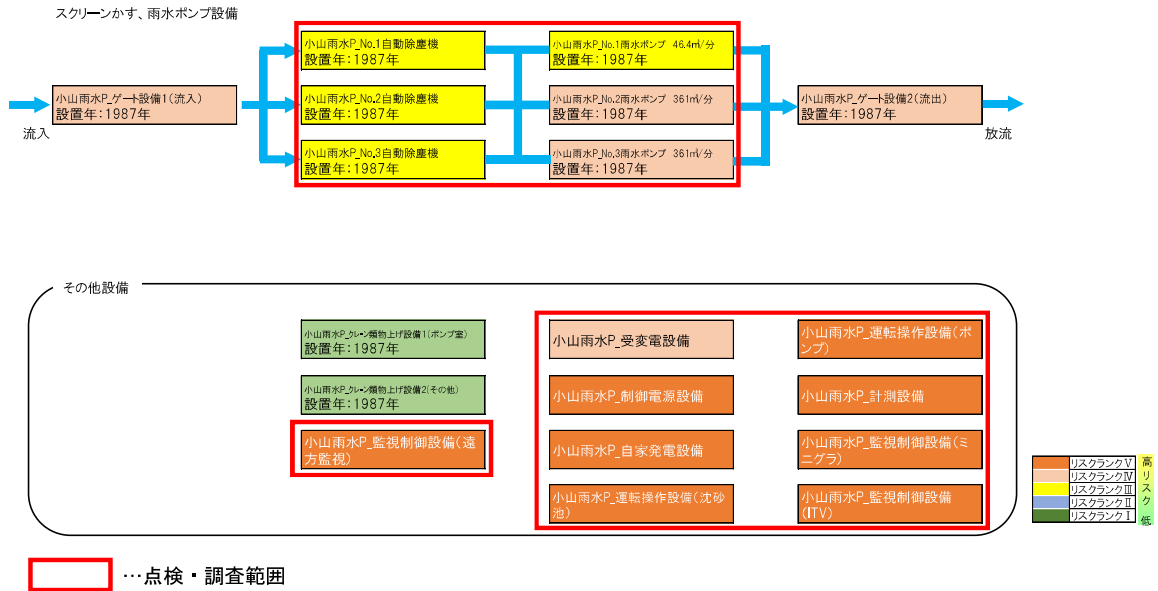 スクリーンかす、雨水ポンプ設備
小山雨水P_No.1自動除塵機
設置年：1987年
小山雨水P_No.1雨水ポンプ 46.4㎥/分
設置年：1987年
流入
小山雨水P_ゲート設備1（流入）
設置年：1987年
小山雨水P_No.2自動除塵機
設置年：1987年
小山雨水P_No.2雨水ポンプ 361㎥/分
設置年：1987年
小山雨水P_ゲート設備2（流出）
設置年：1987年
放流
小山雨水P_No.3自動除塵機
設置年：1987年
小山雨水P_No.3雨水ポンプ 361㎥/分
設置年：1987年
その他設備
小山雨水P_クレーン類物上げ設備1（ポンプ室）
設置年：1987年
小山雨水P_受変電設備
小山雨水P_運転操作設備（ポ
ンプ）
小山雨水P_クレーン類物上げ設備2（その他）
設置年：1987年
小山雨水P_制御電源設備
小山雨水P_計測設備
小山雨水P_監視制御設備（遠
方監視）
小山雨水P_自家発電設備
小山雨水P_監視制御設備（ミ
ニグラ）
小山雨水P_運転操作設備（沈砂
池）
小山雨水P_監視制御設備
（ITV）
リスクランクⅤ
リスクランクⅣ
リスクランクⅢ
リスクランクⅡ
リスクランクⅠ
高
リ
ス
ク
低
…点検・調査範囲